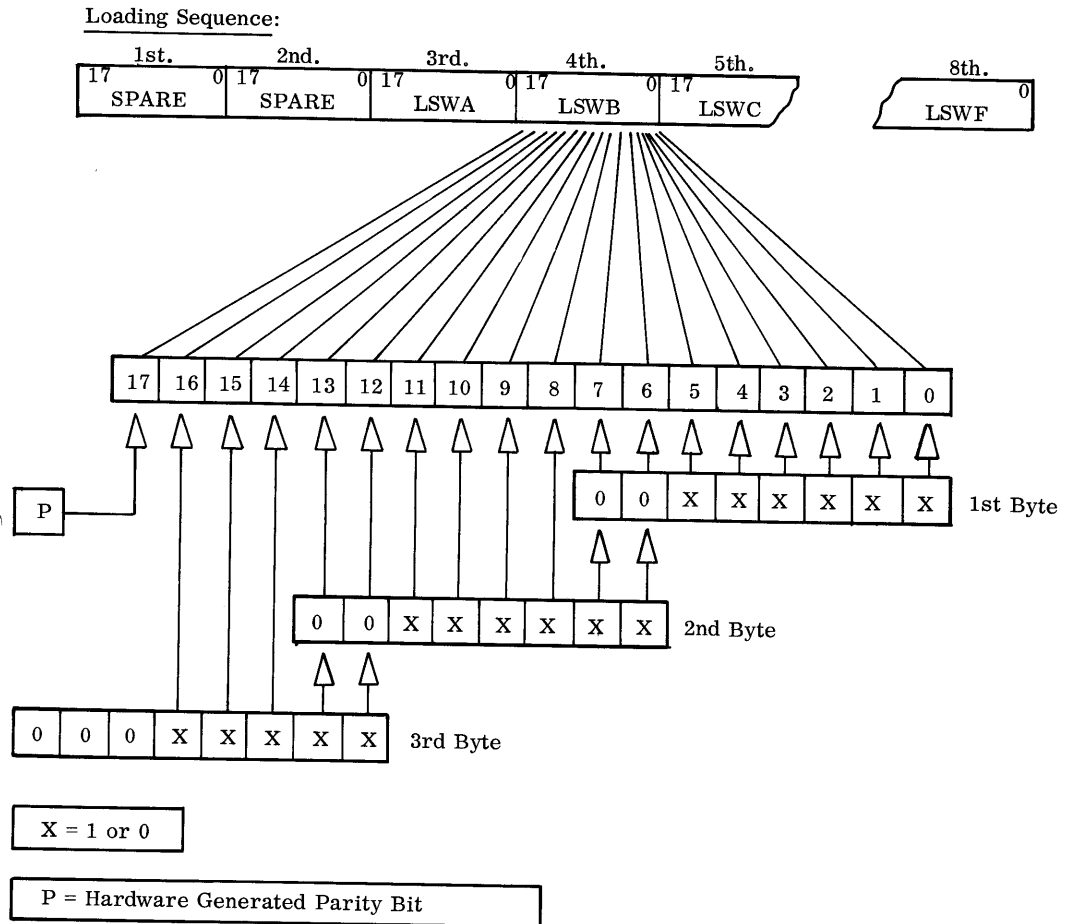 Loading Sequence:
1st. 2nd. 3rd. 4th. 5th. 8th.
17 0 17 0 17 0 17 0 17 0
SPARE SPARE LSWA LSWB LSWC LSWF
17 16 15 14 13 12 11 10 9 8 7 6 5 4 3 2 1 0
P
0 0 X X X X X X 1st Byte
0 0 X X X X X X 2nd Byte
0 0 0 X X X X X 3rd Byte
X = 1 or 0
P = Hardware Generated Parity Bit